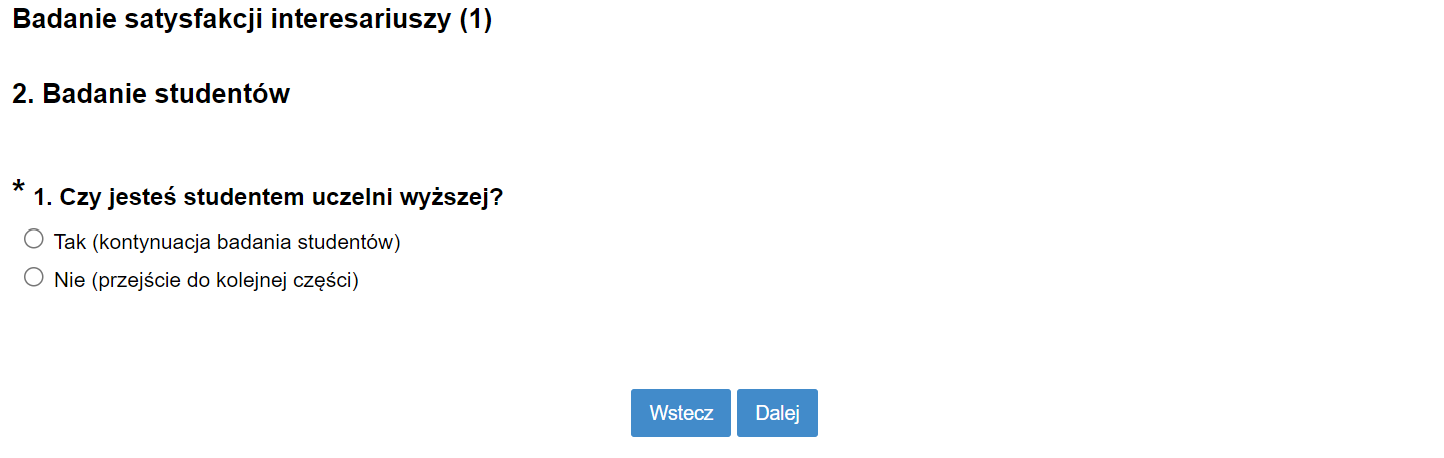 Badanie satysfakcji interesariuszy (1)
2. Badanie studentów
* 1. Czy jesteś studentem uczelni wyższej?
Tak (kontynuacja badania studentów)
Nie (przejście do kolejnej części)
Wstecz Dalej